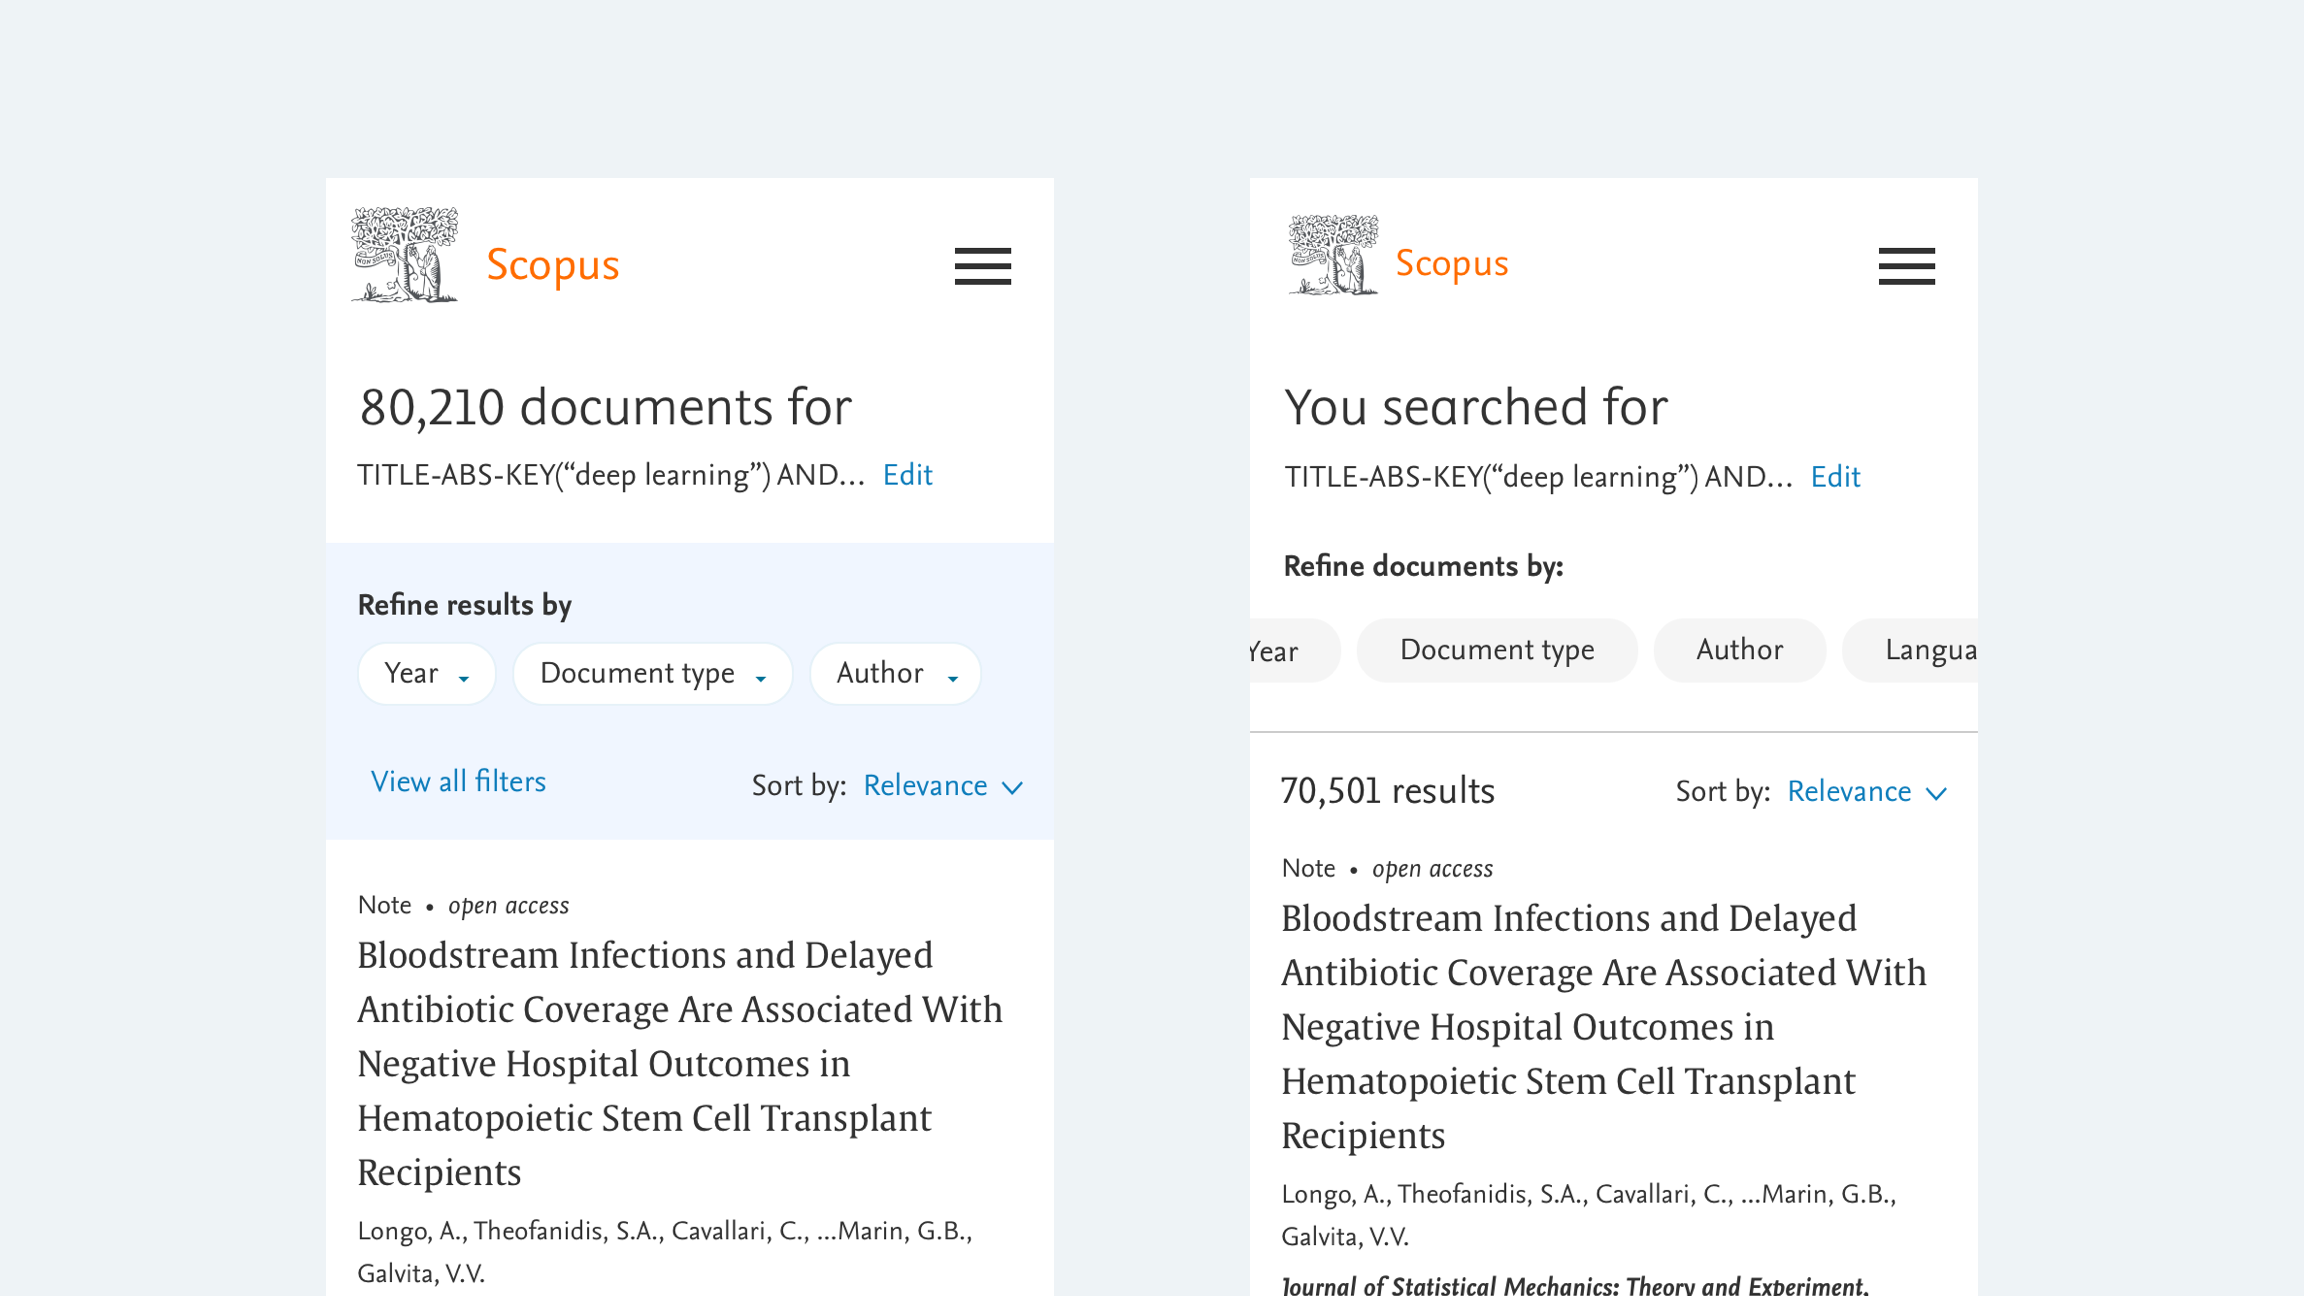 NON SOLUS
Scopus
80,210 documents for
TITLE-ABS-KEY(“deep learning”) AND... Edit
Refine results by
Year Document type Author
View all filters Sort by: Relevance
Note • open access
Bloodstream Infections and Delayed
Antibiotic Coverage Are Associated With
Negative Hospital Outcomes in
Hematopoietic Stem Cell Transplant
Recipients
Longo, A., Theofanidis, S.A., Cavallari, C., ...Marin, G.B.,
Galvita, V.V.
NON SOLUS
Scopus
You searched for
TITLE-ABS-KEY(“deep learning”) AND... Edit
Refine documents by:
Year Document type Author Langua
70,501 results Sort by: Relevance
Note • open access
Bloodstream Infections and Delayed
Antibiotic Coverage Are Associated With
Negative Hospital Outcomes in
Hematopoietic Stem Cell Transplant
Recipients
Longo, A., Theofanidis, S.A., Cavallari, C., ...Marin, G.B.,
Galvita, V.V.
Journal of Statistical Mechanics: Theory and Experiment,